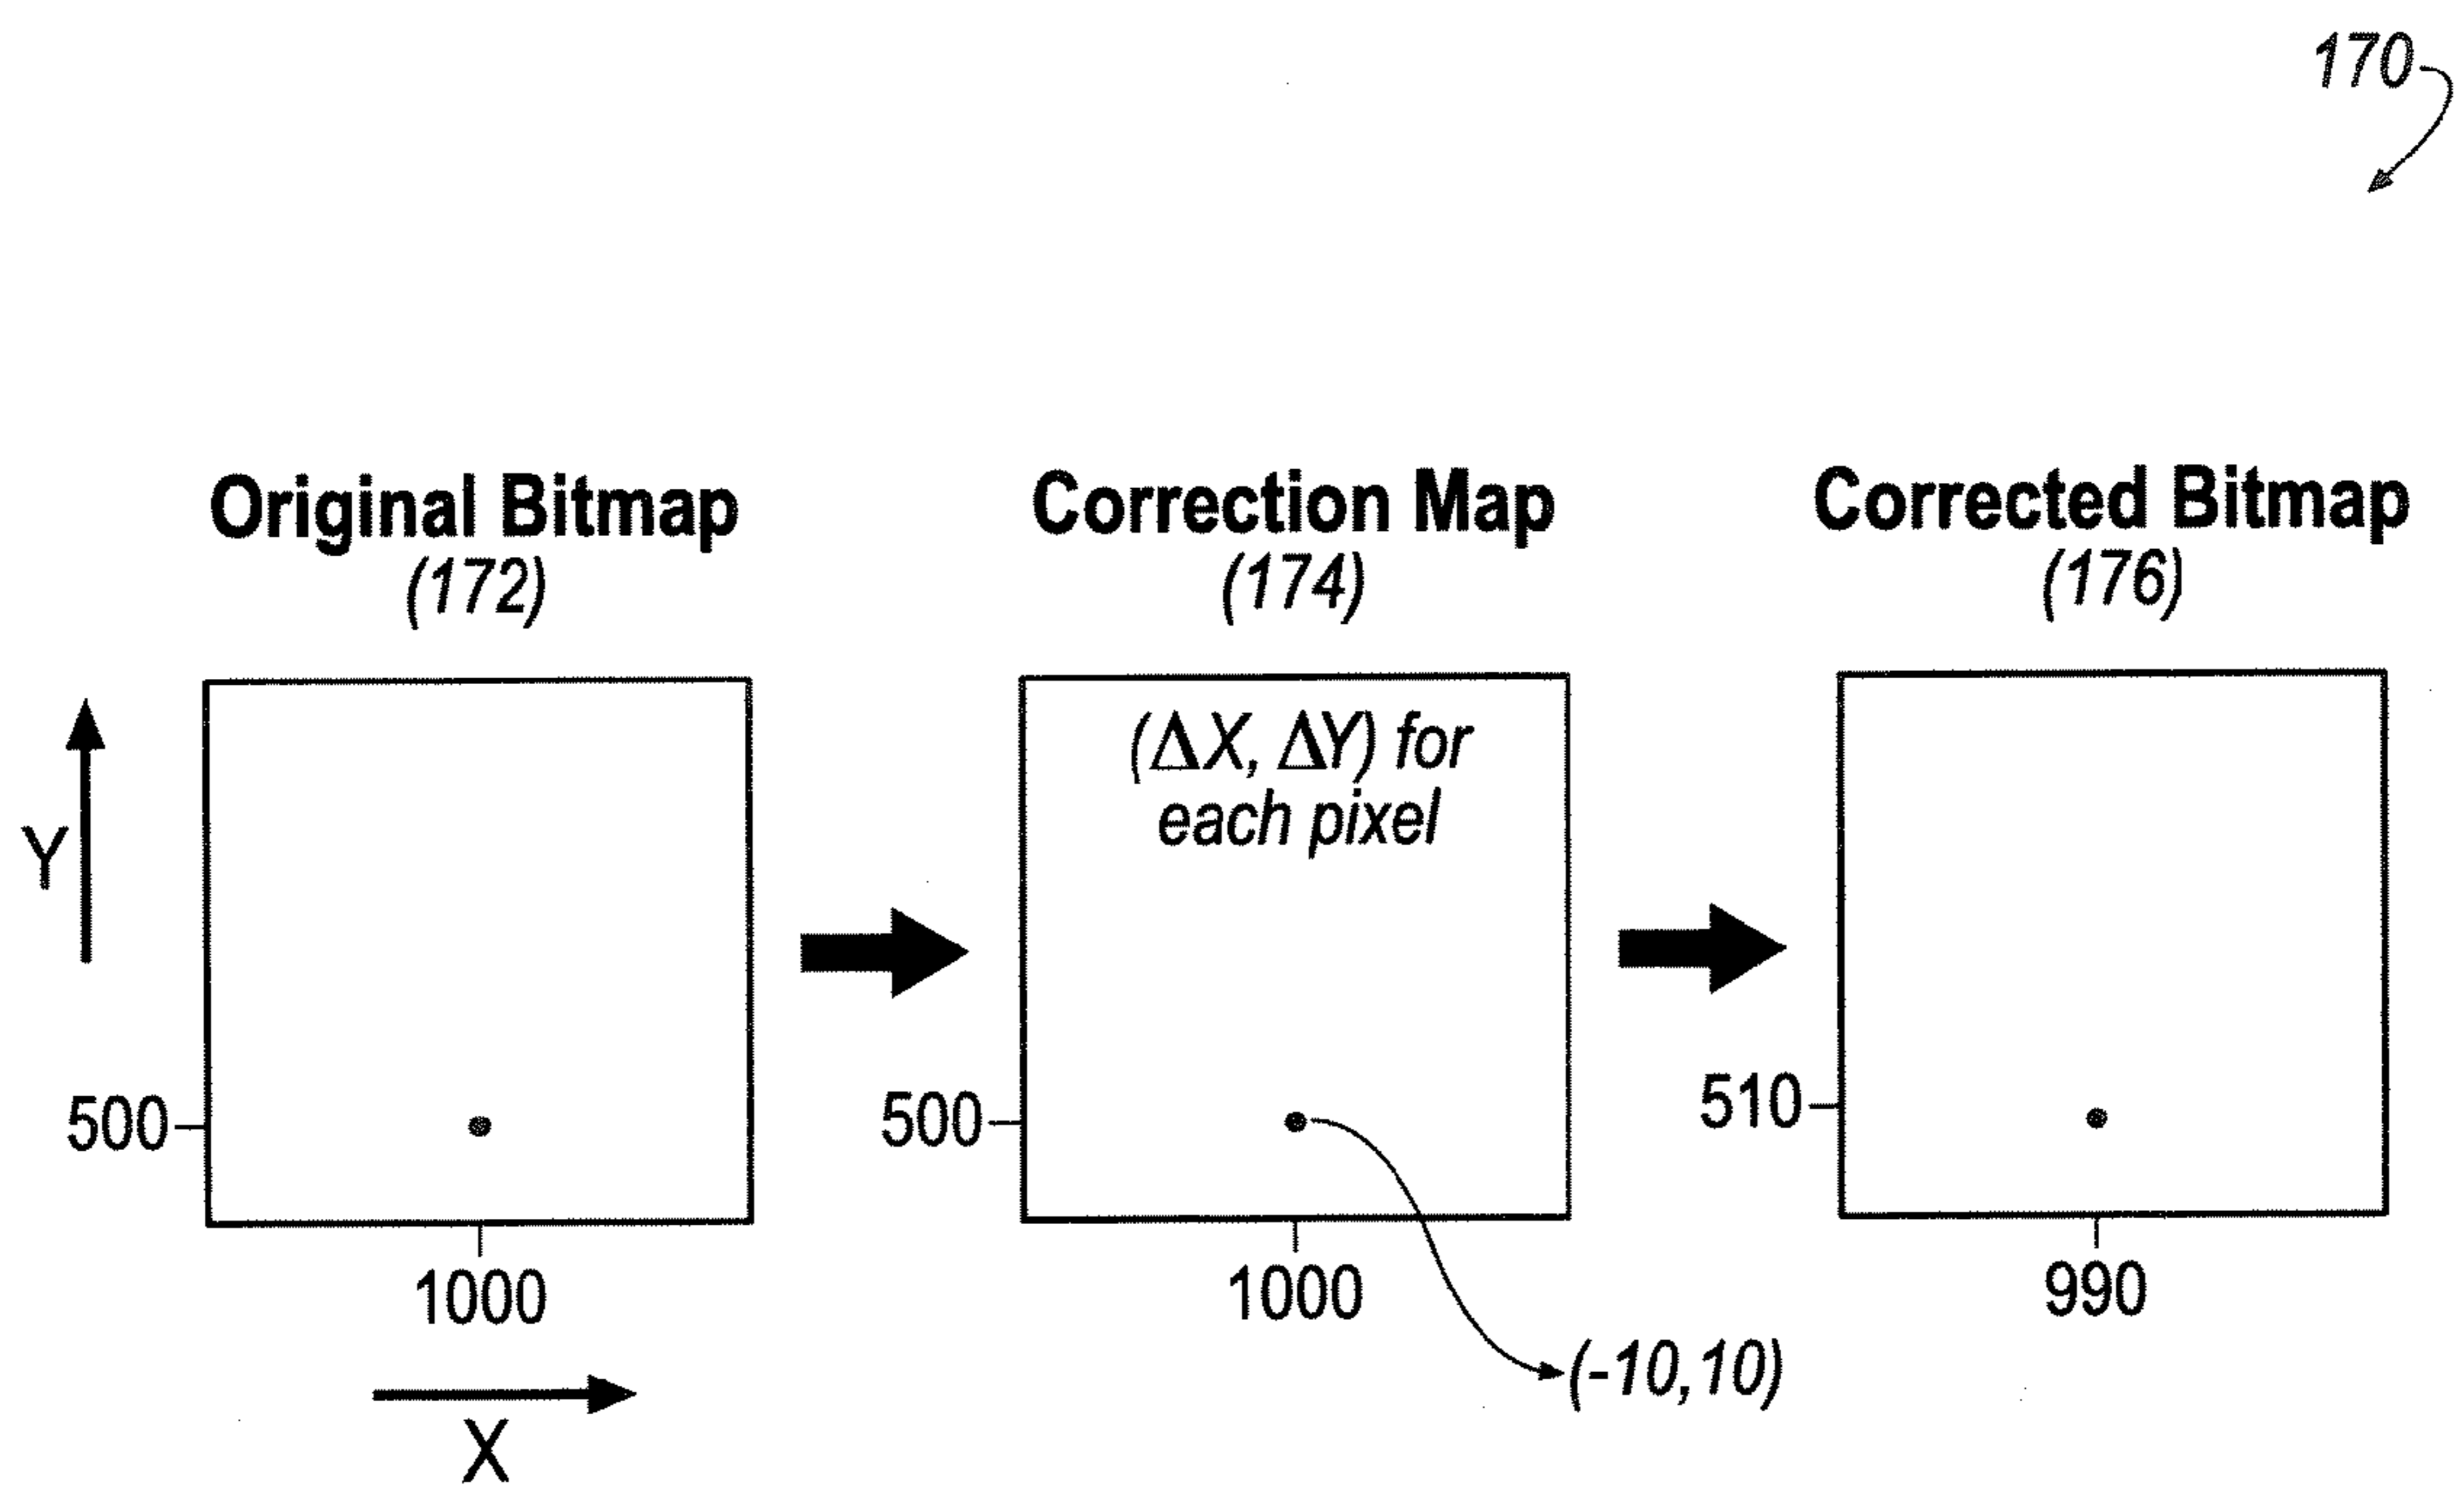 170
Original Bitmap
(172)
Correction Map
(174)
Corrected Bitmap
(176)
Y
(ΔX, ΔY) for
each pixel
500
500
510
1000
1000
990
(-10,10)
X